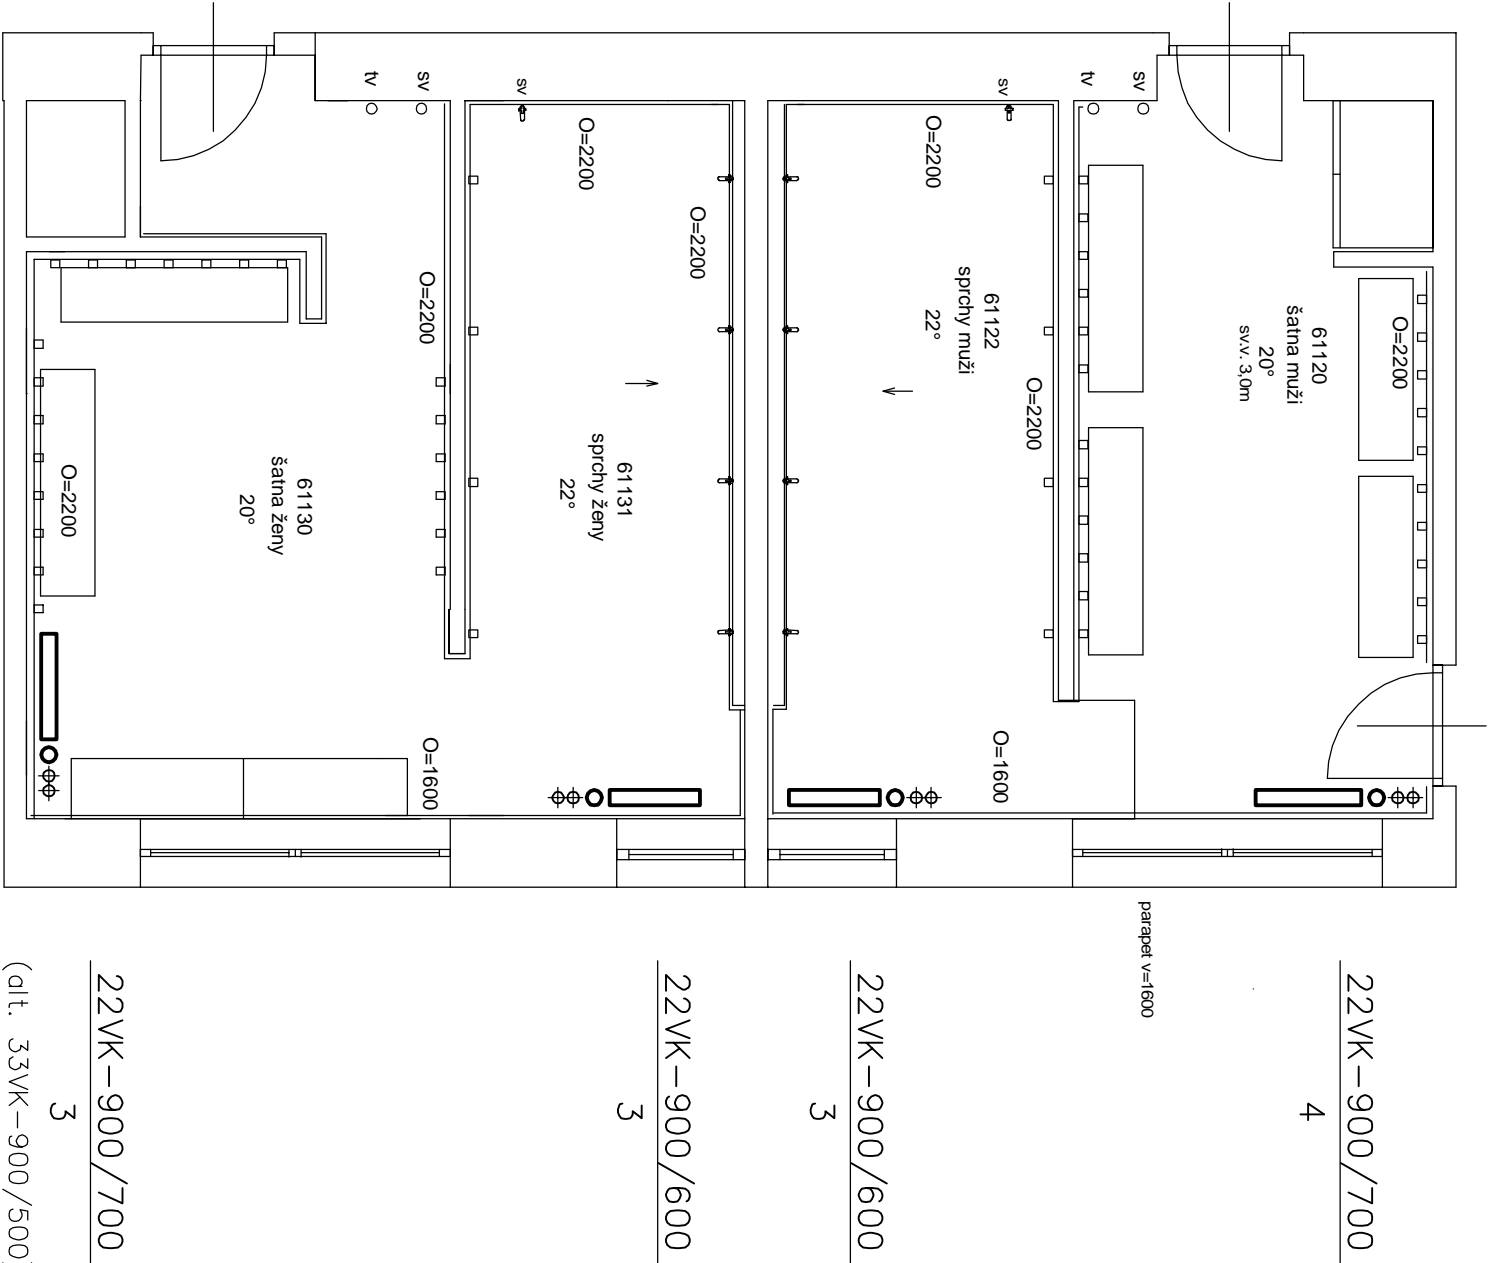 tv
sv
sv
sv
tv
sv
O=2200
O=2200
O=2200
O=2200
O=2200
O=2200
O=2200
61122
sprchy muži
22°
61120
šatna muži
20°
sv.v. 3,0m
61131
sprchy ženy
22°
61130
šatna ženy
20°
O=1600
O=1600
parapet v=1600
22VK-900/700
4
22VK-900/600
3
22VK-900/600
3
22VK-900/700
3
(alt. 33VK-900/500)